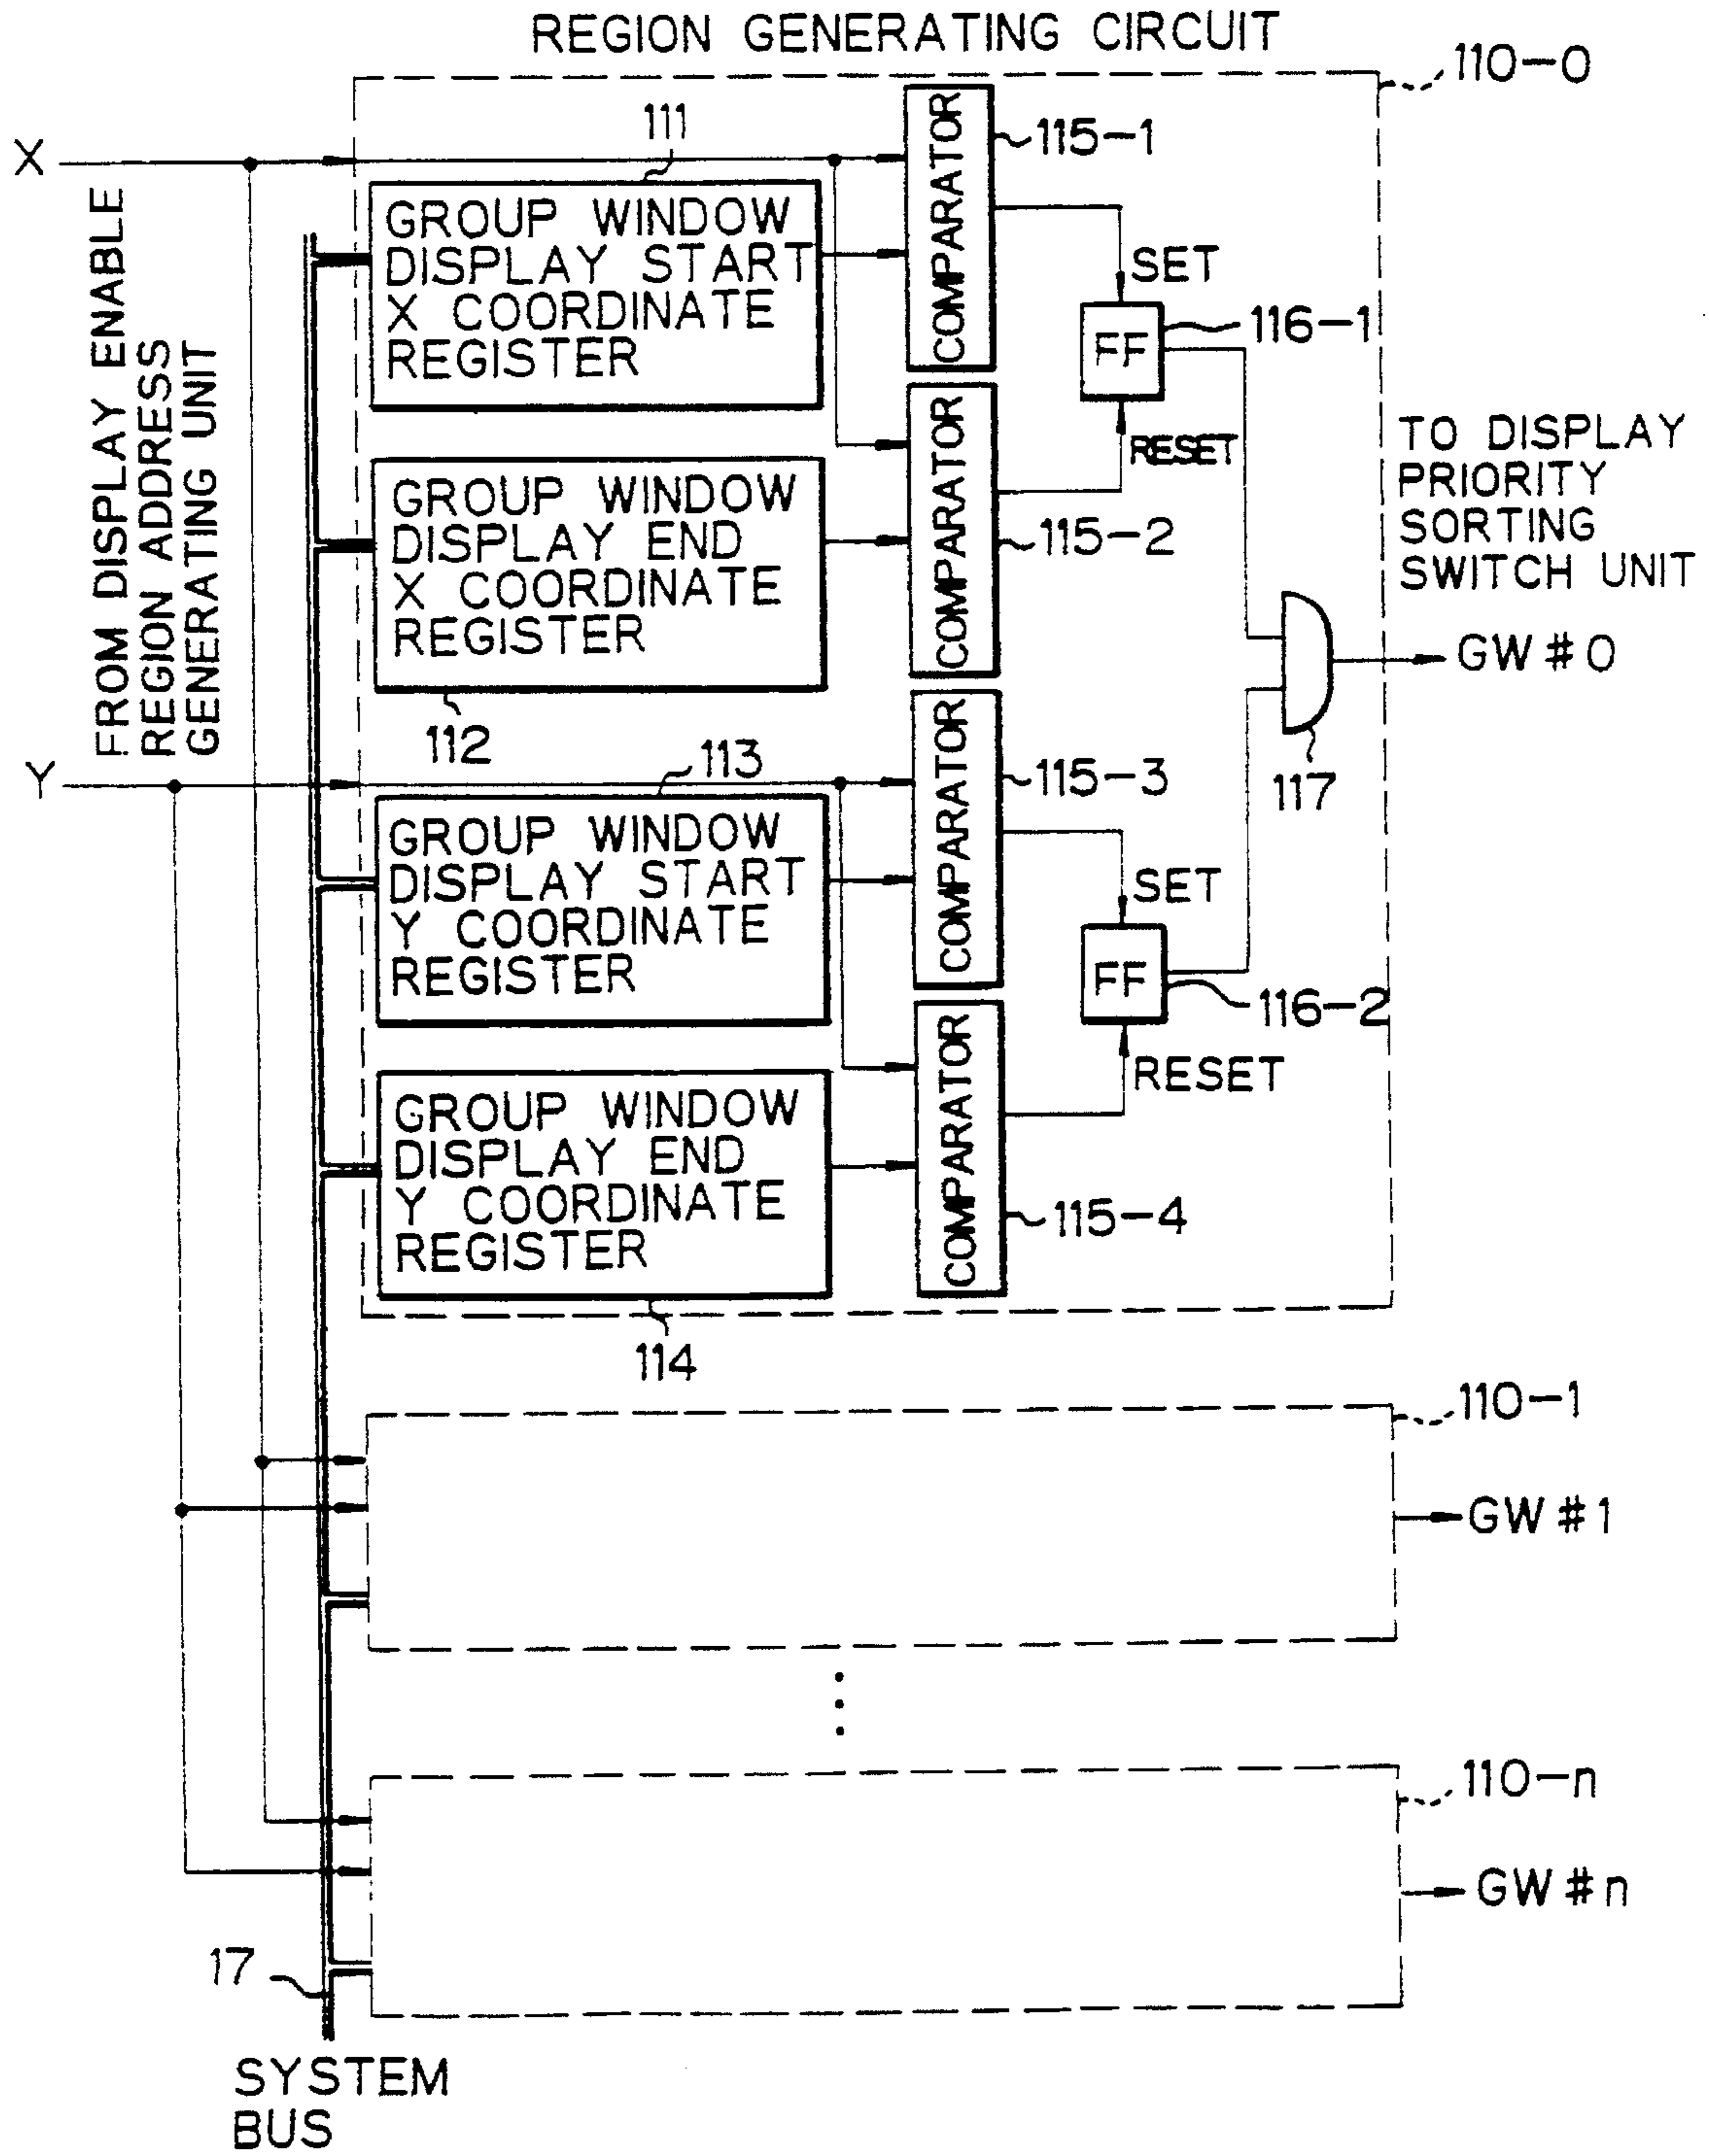 REGION GENERATING CIRCUIT
110-0
X
FROM DISPLAY ENABLE
REGION ADDRESS
GENERATING UNIT
111
GROUP WINDOW
DISPLAY START
X COORDINATE
REGISTER
COMPARATOR
115-1
SET
FF
116-1
RESET
GROUP WINDOW
DISPLAY END
X COORDINATE
REGISTER
112
COMPARATOR
115-2
TO DISPLAY
PRIORITY
SORTING
SWITCH UNIT
GW #0
117
Y
113
GROUP WINDOW
DISPLAY START
Y COORDINATE
REGISTER
COMPARATOR
115-3
SET
FF
116-2
RESET
GROUP WINDOW
DISPLAY END
Y COORDINATE
REGISTER
114
COMPARATOR
115-4
110-1
GW #1
110-n
GW #n
17
SYSTEM
BUS